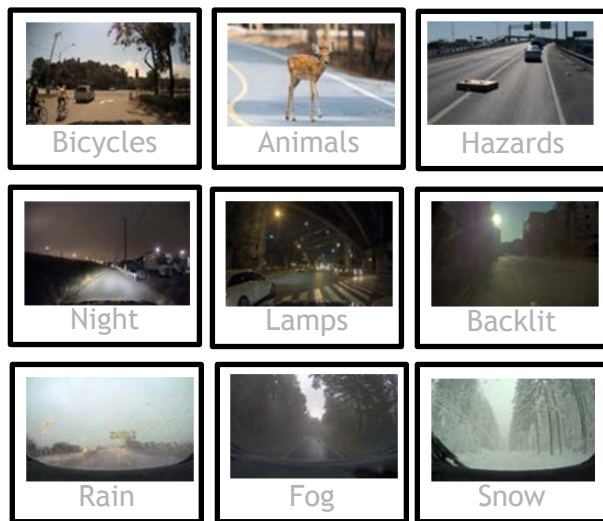 Bicycles
Animals
Hazards
Night
Lamps
Backlit
Rain
Fog
Snow